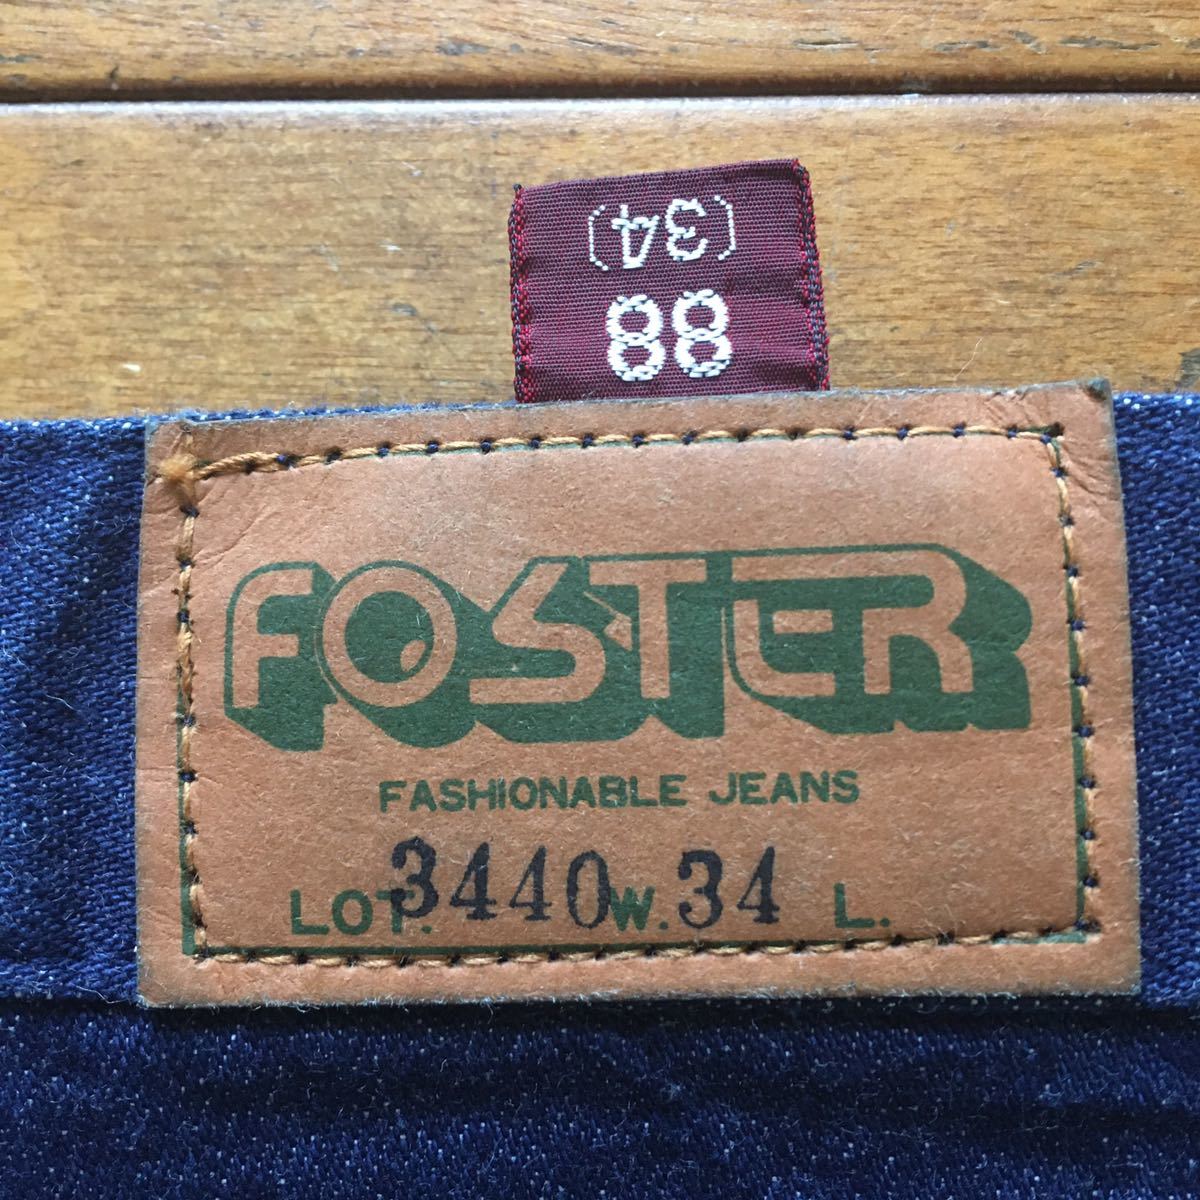 88
(34)
FOSTER
FASHIONABLE JEANS
LOT. 3440 W. 34 L.